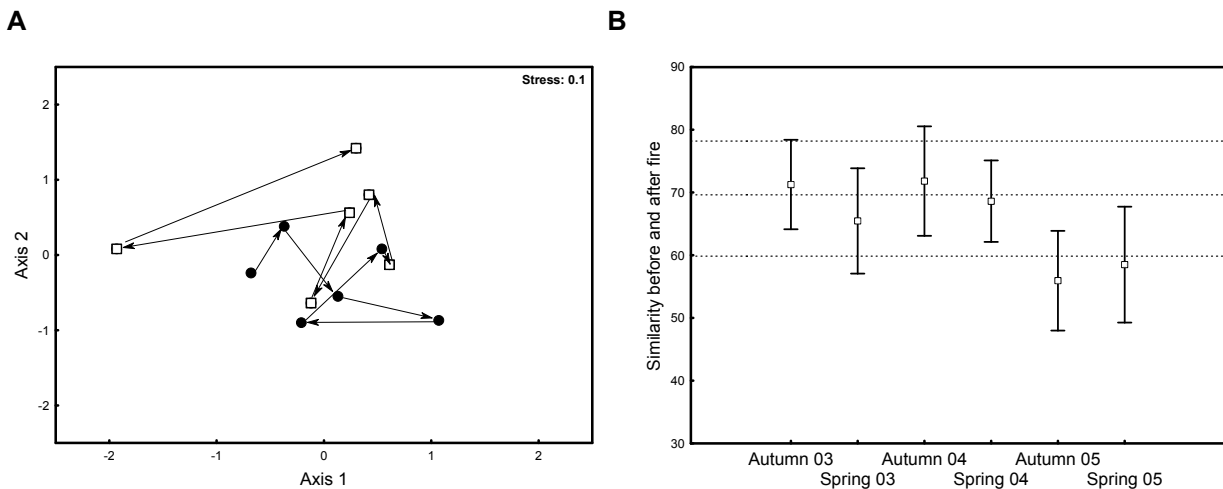 A
Stress: 0.1
2
1
0
-1
-2
Axis 2
-2
-1
0
1
2
Axis 1
B
90
80
70
60
50
40
30
Similarity before and after fire
Autumn 03
Autumn 04
Autumn 05
Spring 03
Spring 04
Spring 05